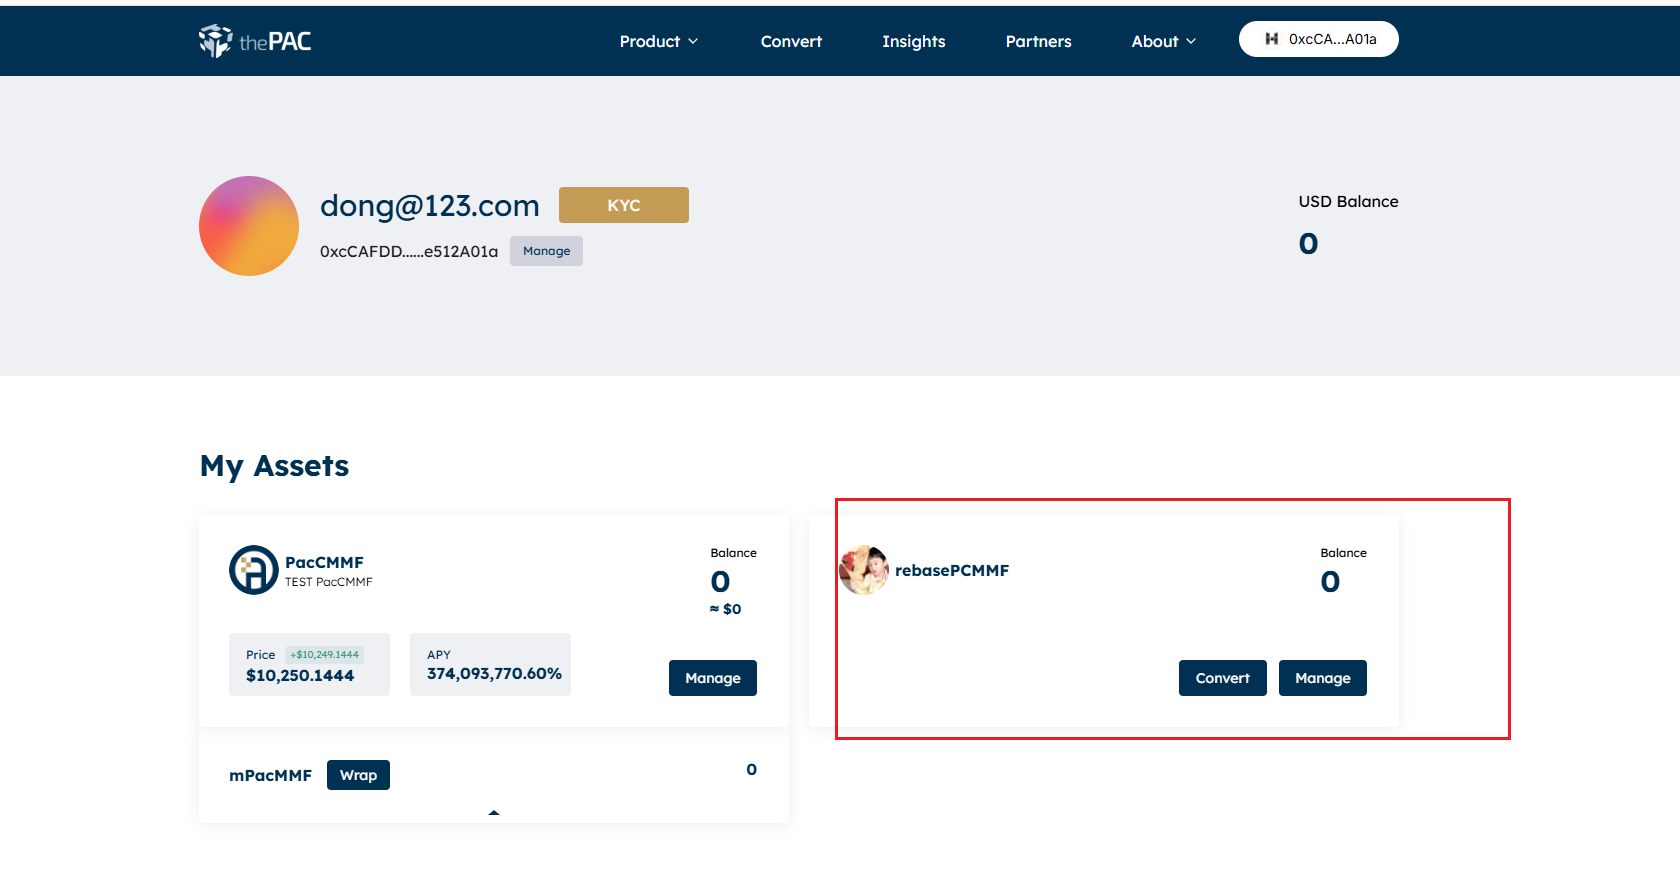 thePAC
Product
Convert
Insights
Partners
About
0xcCA...A01a
dong@123.com
KYC
0xcCAFDD......e512A01a
Manage
USD Balance
0
My Assets
PacCMMF
TEST PacCMMF
Balance
0
≈ $0
Price
+$10,249.1444
$10,250.1444
APY
374,093,770.60%
Manage
mPacMMF
Wrap
0
rebasePCMMF
Balance
0
Convert
Manage